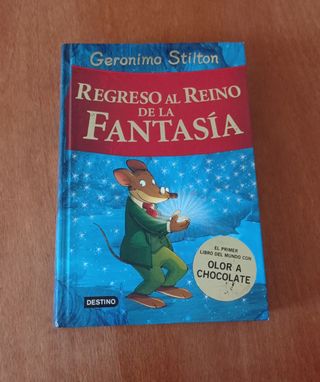 Geronimo Stilton
REGRESO AL REINO
DE LA
FANTASÍA
EL PRIMER
LIBRO DEL MUNDO CON
OLOR A
CHOCOLATE
DESTINO